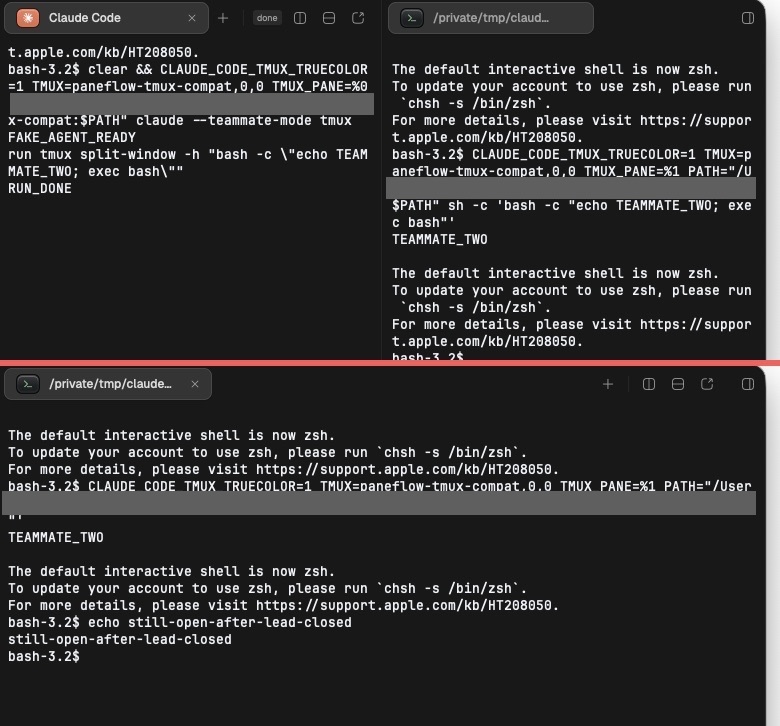 Claude Code
done
t.apple.com/kb/HT208050.
bash-3.2$ clear && CLAUDE_CODE_TMUX_TRUECOLOR
=1 TMUX=paneflow-tmux-compat,0,0 TMUX_PANE=%0
x-compat:$PATH" claude --teammate-mode tmux
FAKE_AGENT_READY
run tmux split-window -h "bash -c \"echo TEAM
MATE_TWO; exec bash\""
RUN_DONE
/private/tmp/claud…
The default interactive shell is now zsh.
To update your account to use zsh, please run
`chsh -s /bin/zsh`.
For more details, please visit https://suppor
t.apple.com/kb/HT208050.
bash-3.2$ CLAUDE_CODE_TMUX_TRUECOLOR=1 TMUX=p
aneflow-tmux-compat,0,0 TMUX_PANE=%1 PATH="/U
$PATH" sh -c 'bash -c "echo TEAMMATE_TWO; exe
c bash"'
TEAMMATE_TWO
The default interactive shell is now zsh.
To update your account to use zsh, please run
`chsh -s /bin/zsh`.
For more details, please visit https://suppor
t.apple.com/kb/HT208050.
bash-3.2$
/private/tmp/claude…
The default interactive shell is now zsh.
To update your account to use zsh, please run `chsh -s /bin/zsh`.
For more details, please visit https://support.apple.com/kb/HT208050.
bash-3.2$ CLAUDE_CODE_TMUX_TRUECOLOR=1 TMUX=paneflow-tmux-compat,0,0 TMUX_PANE=%1 PATH="/User
"'
TEAMMATE_TWO
The default interactive shell is now zsh.
To update your account to use zsh, please run `chsh -s /bin/zsh`.
For more details, please visit https://support.apple.com/kb/HT208050.
bash-3.2$ echo still-open-after-lead-closed
still-open-after-lead-closed
bash-3.2$